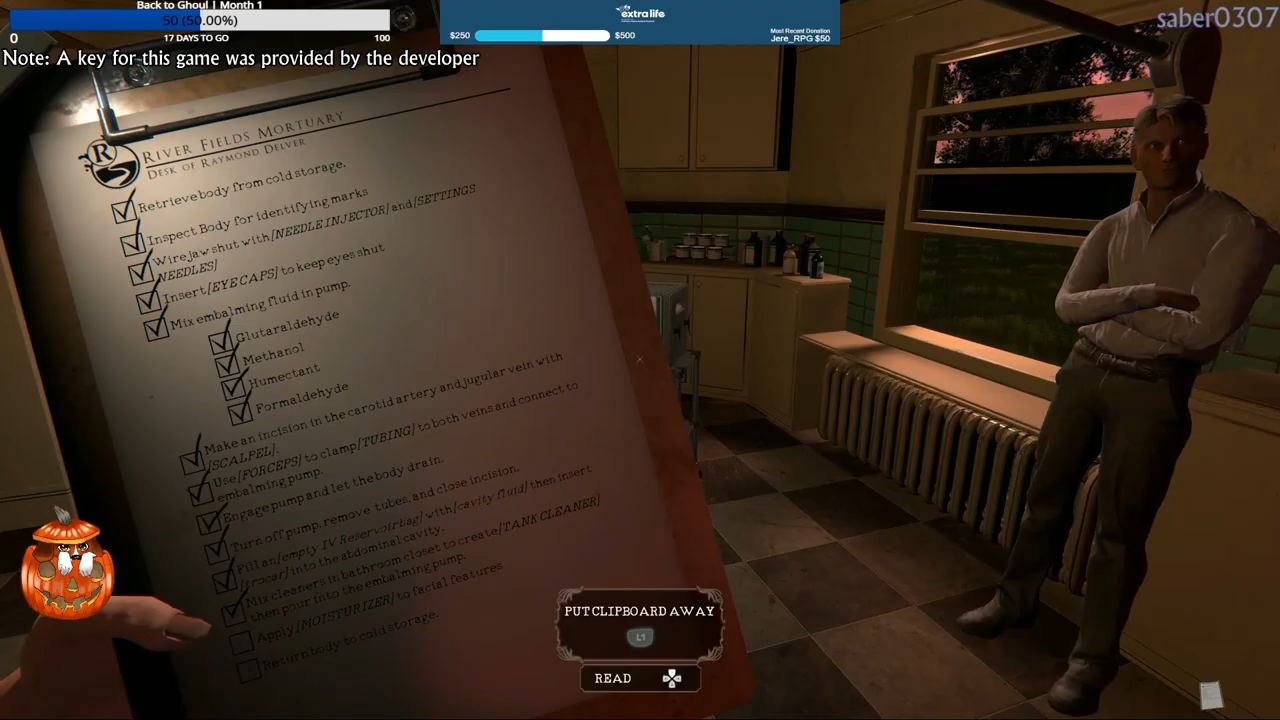 Back to Ghoul | Month 1
50 (50.00%)
0
17 DAYS TO GO
100
extralife
$250
$500
Most Recent Donation
Jere_RPG $50
saber0307
Note: A key for this game was provided by the developer
R
RIVER FIELDS MORTUARY
DESK OF RAYMOND DELVER
Retrieve body from cold storage.
Inspect Body for identifying marks
Wire jaw shut with [NEEDLE INJECTOR] and [SETTINGS
NEEDLES]
Insert [EYE CAPS] to keep eyes shut
Mix embalming fluid in pump.
Glutaraldehyde
Methanol
Humectant
Formaldehyde
Make an incision in the carotid artery and jugular vein with
[SCALPEL].
Use [FORCEPS] to clamp [TUBING] to both veins and connect to
embalming pump.
Engage pump and let the body drain.
Turn off pump, remove tubes, and close incision.
Fill an [empty IV Reservoir bag] with [cavity fluid] then insert
[trocar] into the abdominal cavity.
Mix cleaners in bathroom closet to create [TANK CLEANER]
then pour into the embalming pump.
Apply [MOISTURIZER] to facial features
Return body to cold storage.
PUT CLIPBOARD AWAY
L1
READ